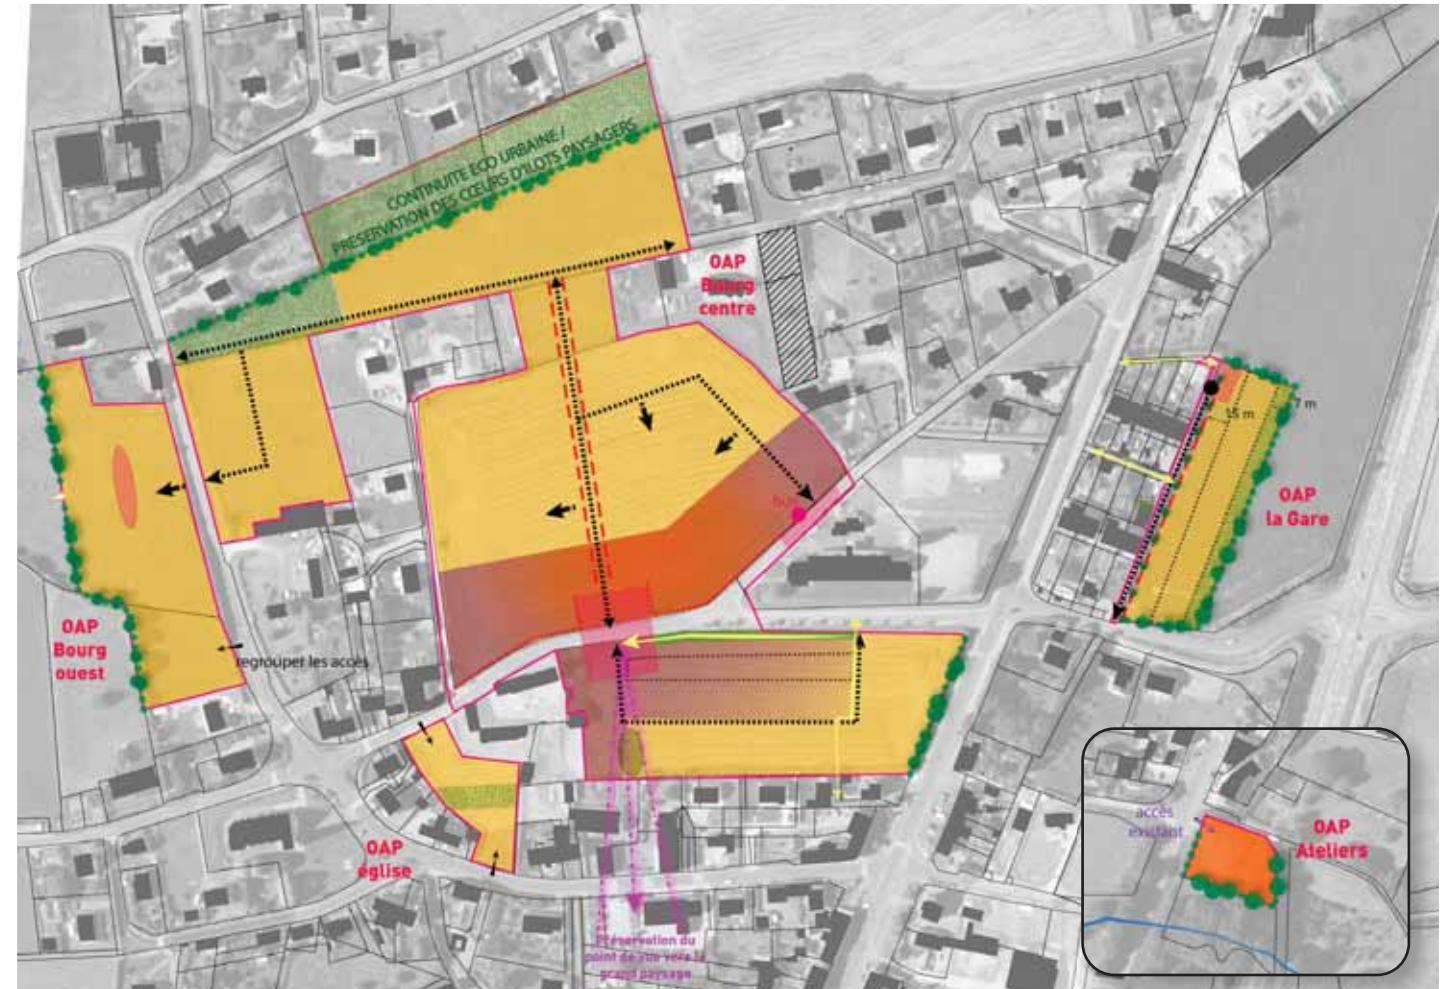 CONTINUITE ECO URBAINE /
PRESERVATION DES CŒURS D'ILOTS PAYSAGERS
OAP
Bourg
centre
15 m
7 m
OAP
la Gare
OAP
Bourg
ouest
regrouper les accès
OAP
église
accès
existant
OAP
Ateliers
Préservation du
point de vue vers le
grand paysage